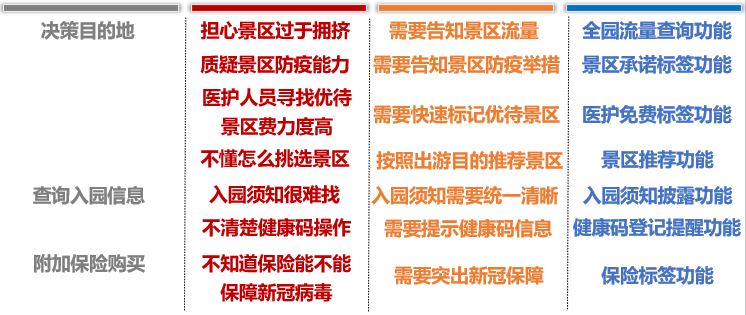 决策目的地
担心景区过于拥挤
需要告知景区流量
全园流量查询功能
质疑景区防疫能力
需要告知景区防疫举措
景区承诺标签功能
医护人员寻找优待
景区费力度高
需要快速标记优待景区
医护免费标签功能
不懂怎么挑选景区
按照出游目的推荐景区
景区推荐功能
查询入园信息
入园须知很难找
入园须知需要统一清晰
入园须知披露功能
不清楚健康码操作
需要提示健康码信息
健康码登记提醒功能
附加保险购买
不知道保险能不能
保障新冠病毒
需要突出新冠保障
保险标签功能